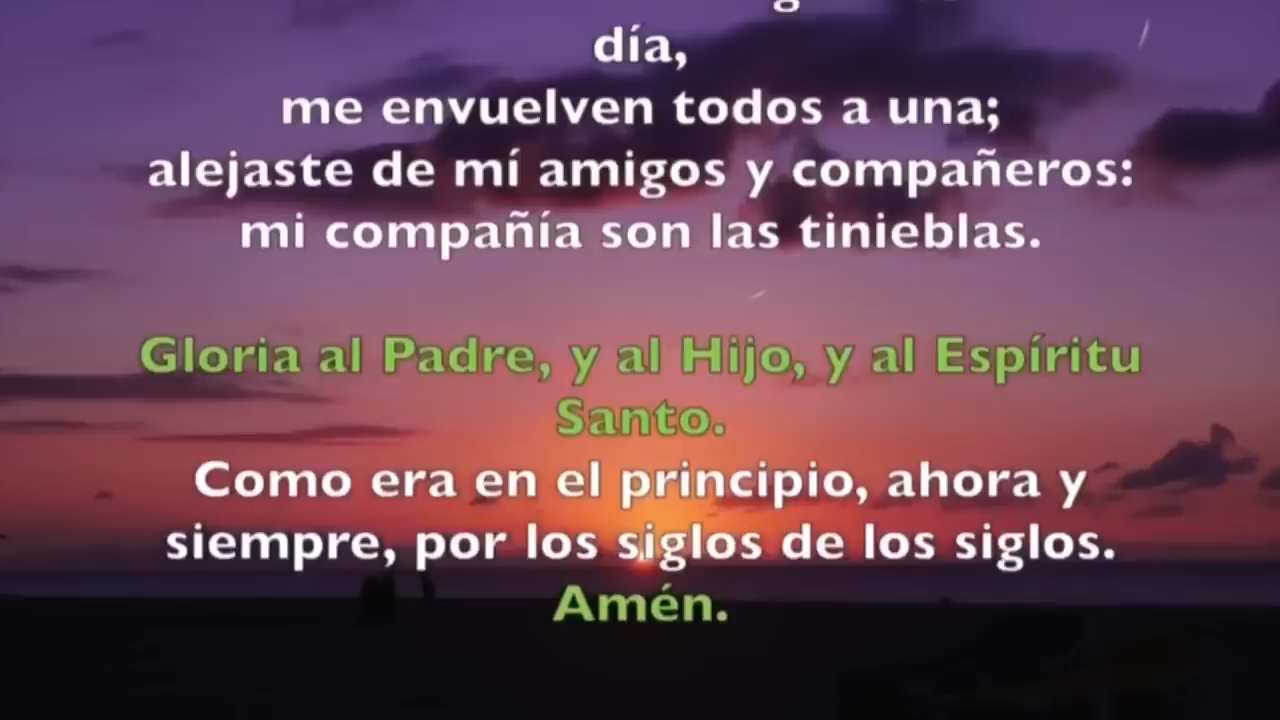 día,
me envuelven todos a una;
alejaste de mí amigos y compañeros:
mi compañía son las tinieblas.
Gloria al Padre, y al Hijo, y al Espíritu
Santo.
Como era en el principio, ahora y
siempre, por los siglos de los siglos.
Amén.